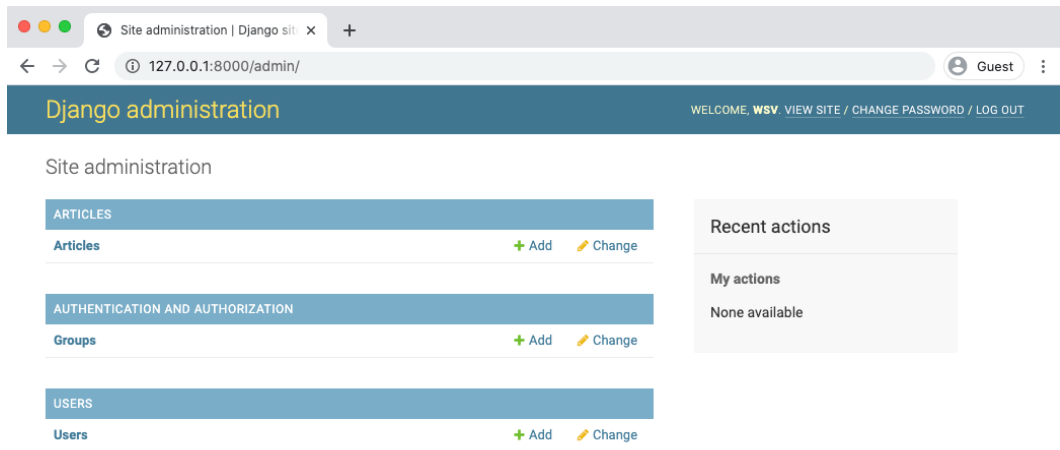 Site administration | Django sit
127.0.0.1:8000/admin/
Guest
Django administration
WELCOME, WSV. VIEW SITE / CHANGE PASSWORD / LOG OUT
Site administration
ARTICLES
Articles
Add
Change
AUTHENTICATION AND AUTHORIZATION
Groups
Add
Change
USERS
Users
Add
Change
Recent actions
My actions
None available